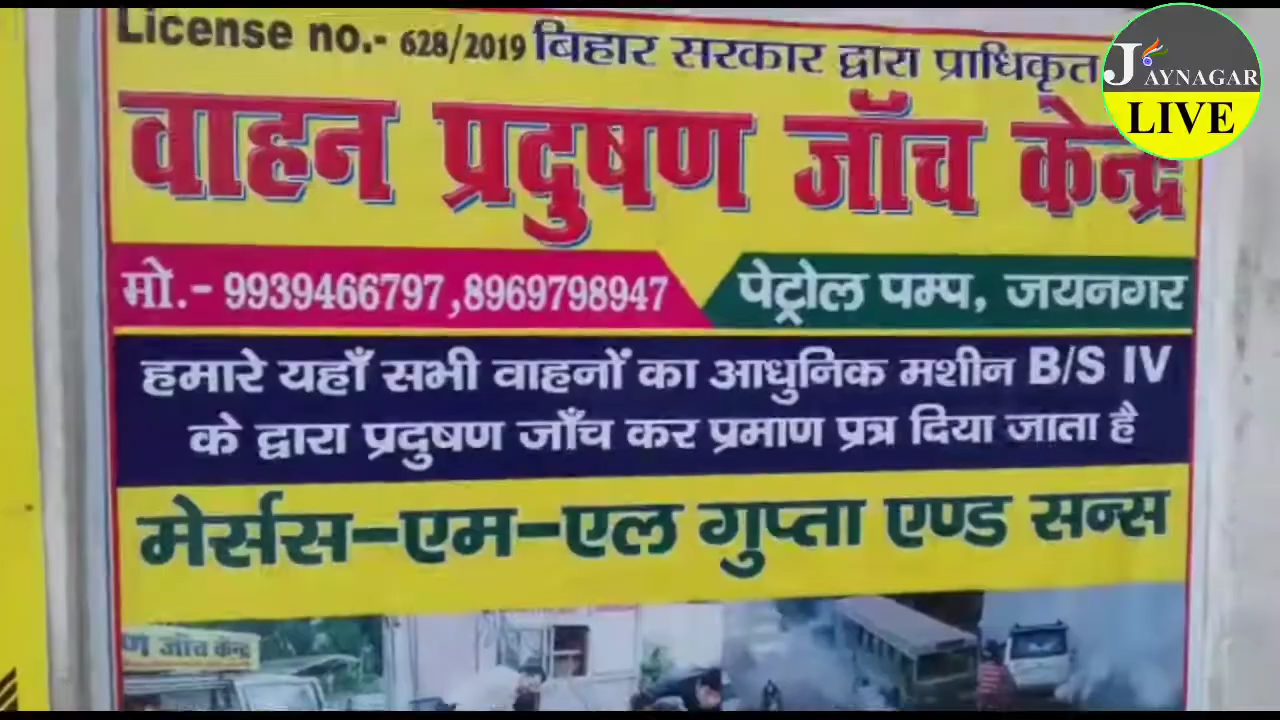 License no.- 628/2019 बिहार सरकार द्वारा प्राधिकृत
JAYNAGAR
LIVE
वाहन प्रदुषण जाँच केन्द्र
मो.- 9939466797,8969798947
पेट्रोल पम्प, जयनगर
हमारे यहाँ सभी वाहनों का आधुनिक मशीन B/S IV
के द्वारा प्रदुषण जाँच कर प्रमाण प्रत्र दिया जाता है
मेर्सस-एम-एल गुप्ता एण्ड सन्स
ण जाँच केन्द्र